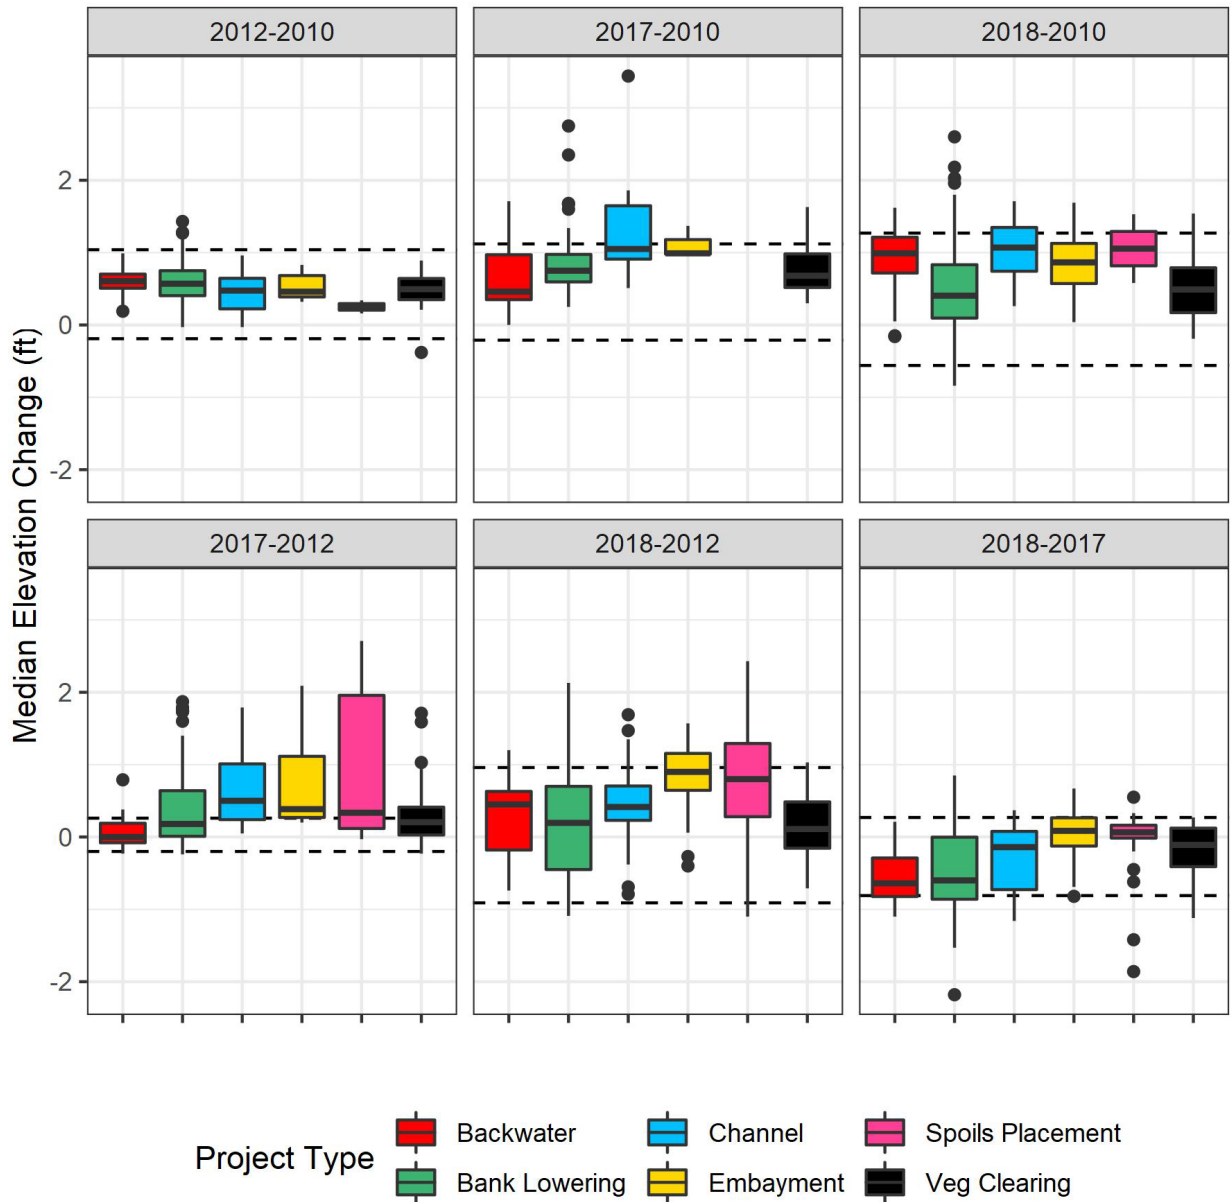 2012-2010
2017-2010
2018-2010
2
0
-2
Median Elevation Change (ft)
2017-2012
2018-2012
2018-2017
2
0
-2
Project Type
Backwater
Channel
Spoils Placement
Bank Lowering
Embayment
Veg Clearing